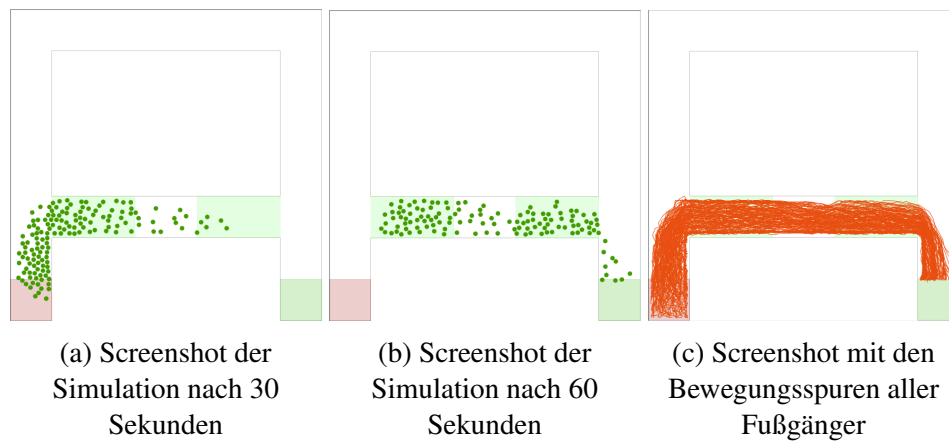 (a) Screenshot der
Simulation nach 30
Sekunden
(b) Screenshot der
Simulation nach 60
Sekunden
(c) Screenshot mit den
Bewegungsspuren aller
Fußgänger